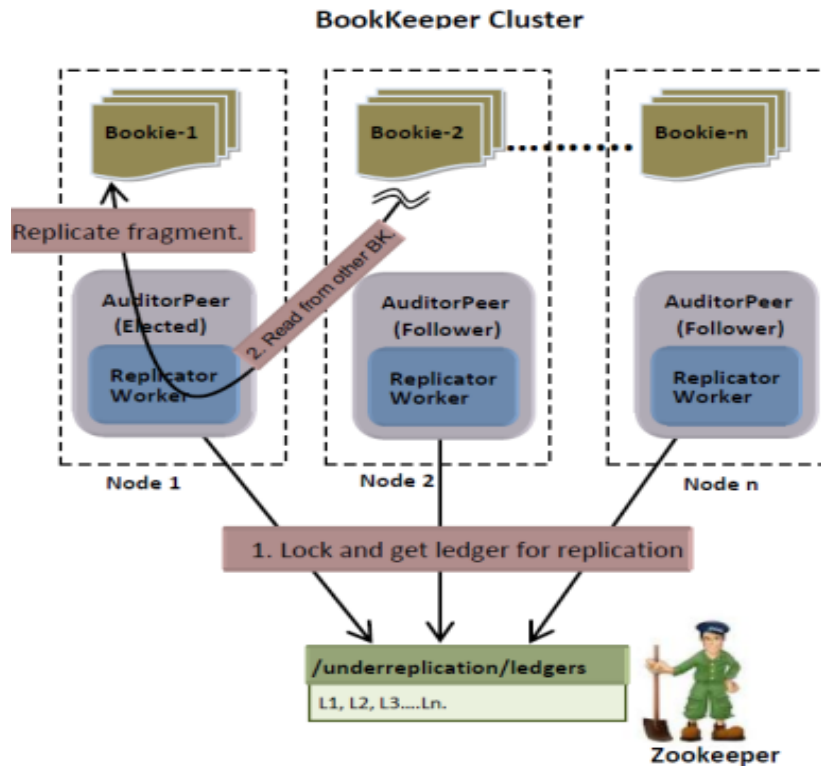 BookKeeper Cluster
Bookie-1
Bookie-2
Bookie-n
Replicate fragment.
2. Read from other BK.
AuditorPeer
(Elected)
Replicator
Worker
AuditorPeer
(Follower)
Replicator
Worker
AuditorPeer
(Follower)
Replicator
Worker
Node 1
Node 2
Node n
1. Lock and get ledger for replication
/underreplication/ledgers
L1, L2, L3....Ln.
Zookeeper